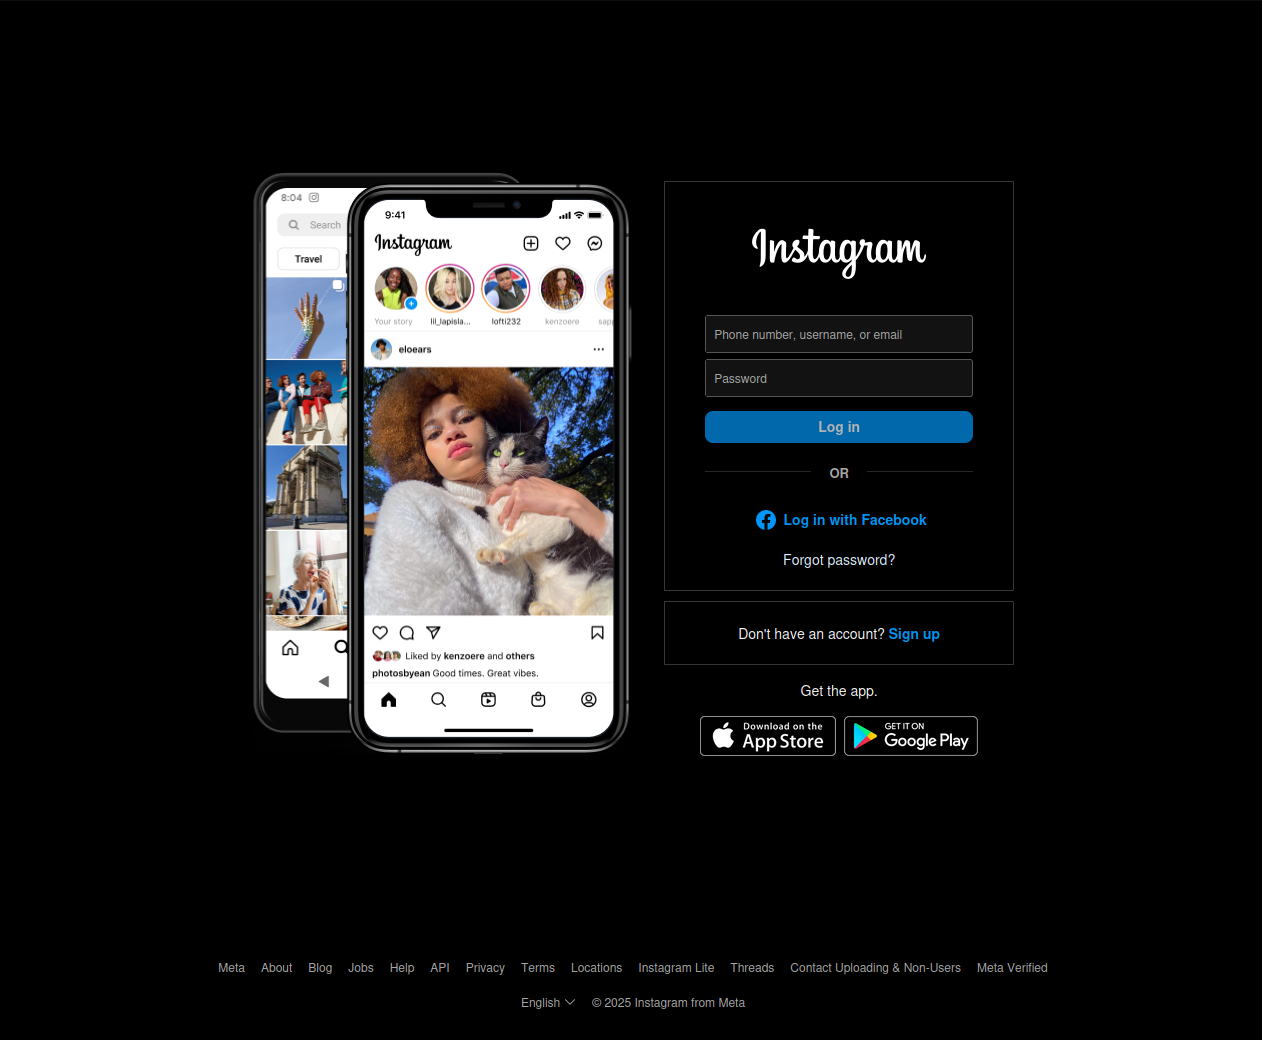 8:04
Search
Travel
9:41
Instagram
Your story
lil_lapisla...
lofti232
kenzoere
eloears
Liked by kenzoere and others
photosbyean Good times. Great vibes.
Instagram
Phone number, username, or email
Password
Log in
OR
Log in with Facebook
Forgot password?
Don't have an account? Sign up
Get the app.
Download on the
App Store
GET IT ON
Google Play
Meta About Blog Jobs Help API Privacy Terms Locations Instagram Lite Threads Contact Uploading & Non-Users Meta Verified
English © 2025 Instagram from Meta